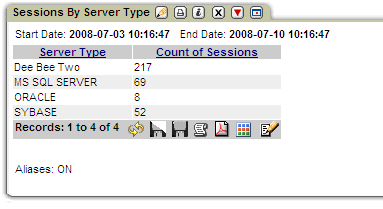 Sessions By Server Type
Start Date: 2008-07-03 10:16:47 End Date: 2008-07-10 10:16:47
Server Type Count of Sessions
Dee Bee Two 217
MS SQL SERVER 69
ORACLE 8
SYBASE 52
Records: 1 to 4 of 4
Aliases: ON